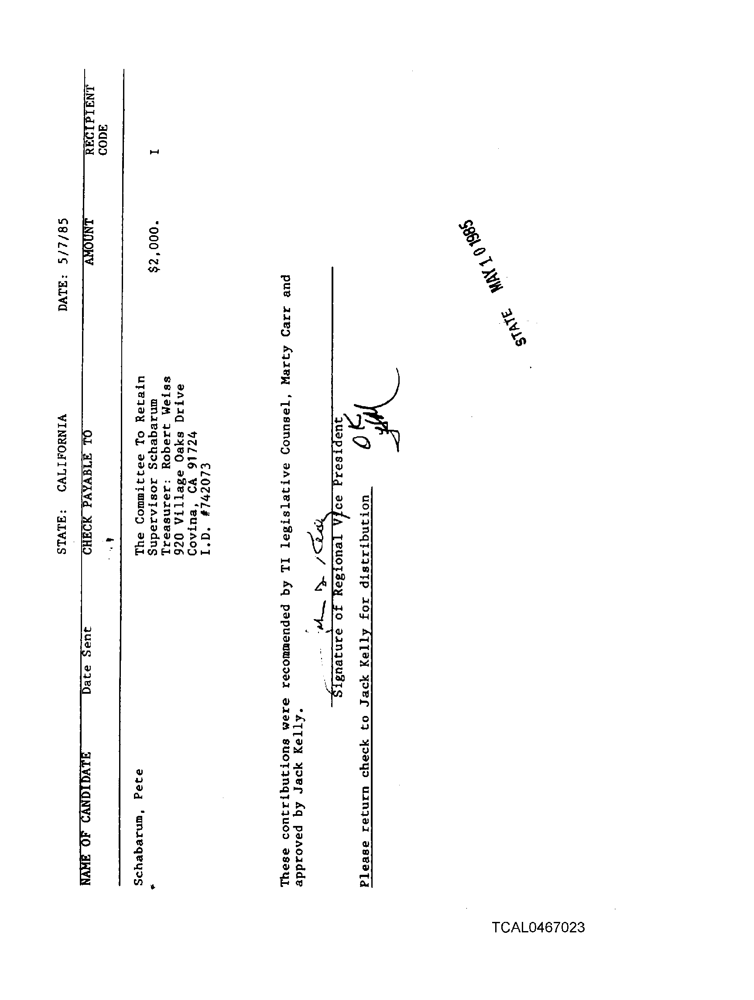 STATE: CALIFORNIA DATE: 5/7/85
NAME OF CANDIDATE Date Sent CHECK PAYABLE TO AMOUNT RECIPIENT CODE
Schabarum, Pete The Committee To Retain $2,000. I
Supervisor Schabarum
Treasurer: Robert Weiss
920 Village Oaks Drive
Covina, CA 91724
I.D. #742073
These contributions were recommended by TI legislative Counsel, Marty Carr and
approved by Jack Kelly.
Signature of Regional Vice President
OK
Please return check to Jack Kelly for distribution
STATE MAY 10 1985
TCAL0467023